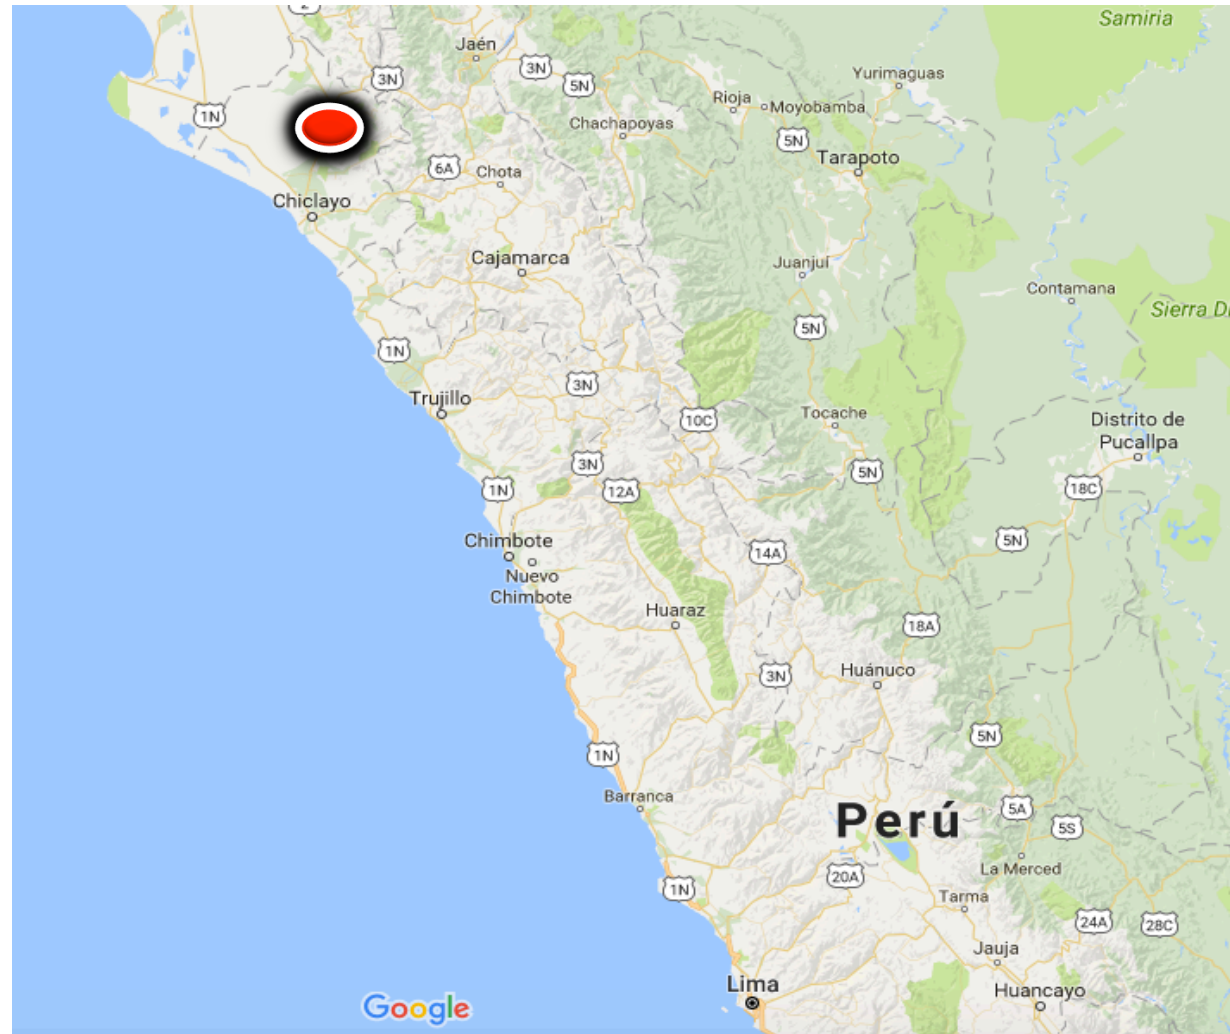 2
Samiria
Jaén
3N
3N
5N
Yurimaguas
Rioja
Moyobamba
1N
Chachapoyas
5N
Tarapoto
6A
Chota
Chiclayo
Cajamarca
Juanjuí
Contamana
Sierra Di
5N
1N
3N
Trujillo
10C
Tocache
Distrito de
Pucallpa
3N
5N
1N
12A
18C
Chimbote
5N
14A
Nuevo
Chimbote
Huaraz
18A
Huánuco
3N
5N
1N
Barranca
Perú
5A
5S
La Merced
20A
1N
Tarma
24A
28C
Jauja
Lima
Huancayo
Google